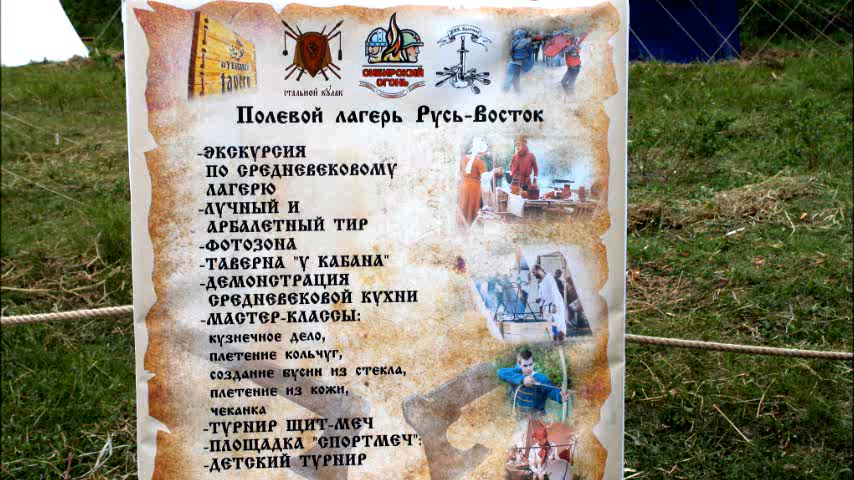 "У КАБАНА"
tavern
СТАЛЬНОЙ КУЛАК
СИБИРСКИЙ
ОГОНЬ
Полевой лагерь Русь-Восток
-ЭКСКУРСИЯ
ПО СРЕДНЕВЕКОВОМУ
ЛАГЕРЮ
-ЛУЧНЫЙ И
АРБАЛЕТНЫЙ ТИР
-ФОТОЗОНА
-ТАВЕРНА "У КАБАНА"
-ДЕМОНСТРАЦИЯ
СРЕДНЕВЕКОВОЙ КУХНИ
-МАСТЕР-КЛАССЫ:
кузнечное дело,
плетение кольчуг,
создание бусин из стекла,
плетение из кожи,
чеканка
-ТУРНИР ЩИТ-МЕЧ
-ПЛОЩАДКА "СПОРТМЕЧ":
-ДЕТСКИЙ ТУРНИР